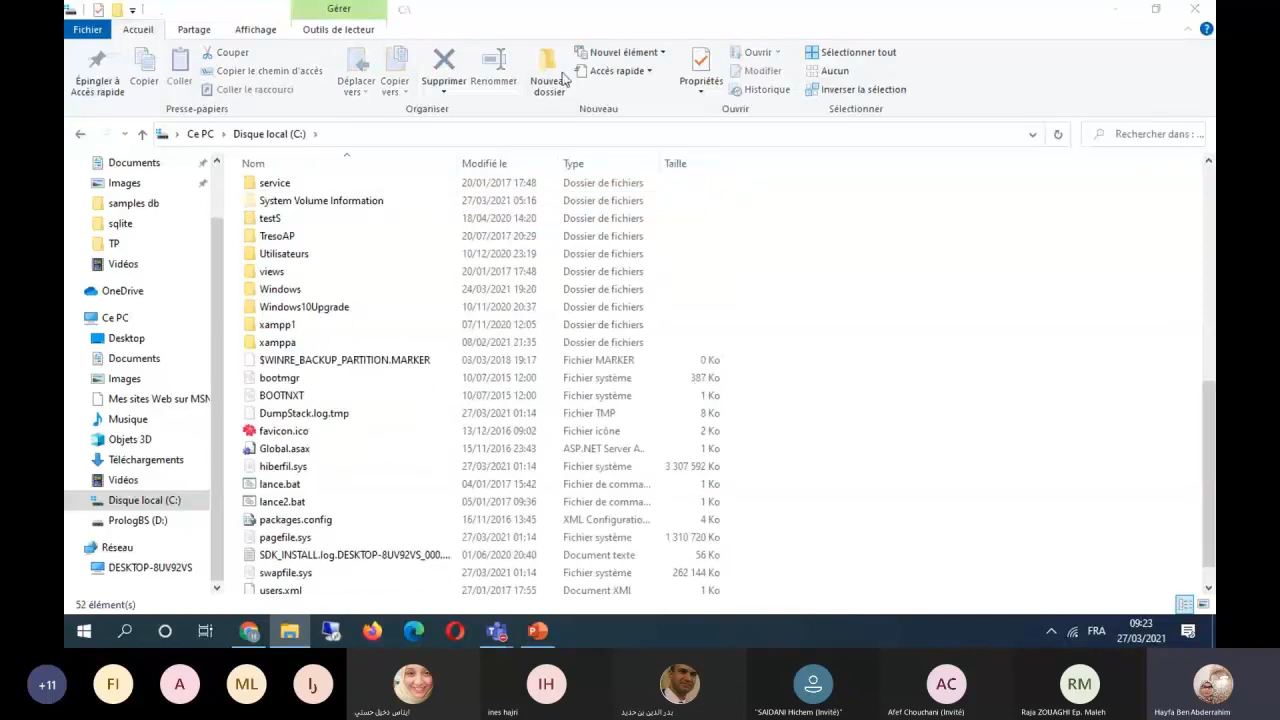 Gérer
Fichier Accueil Partage Affichage Outils de lecteur
Épingler à Accès rapide
Copier
Coller
Couper
Copier le chemin d'accès
Coller le raccourci
Presse-papiers
Déplacer vers
Copier vers
Supprimer
Renommer
Organiser
Nouveau dossier
Nouvel élément
Accès rapide
Nouveau
Propriétés
Ouvrir
Modifier
Historique
Ouvrir
Sélectionner tout
Aucun
Inverser la sélection
Sélectionner
Ce PC > Disque local (C:) >
Rechercher dans : ...
Documents
Images
samples db
sqlite
TP
Vidéos
OneDrive
Ce PC
Desktop
Documents
Images
Mes sites Web sur MSN
Musique
Objets 3D
Téléchargements
Vidéos
Disque local (C:)
PrologBS (D:)
Réseau
DESKTOP-8UV92VS
Nom Modifié le Type Taille
service 20/01/2017 17:48 Dossier de fichiers
System Volume Information 27/03/2021 05:16 Dossier de fichiers
testS 18/04/2020 14:20 Dossier de fichiers
TresoAP 20/07/2017 20:29 Dossier de fichiers
Utilisateurs 10/12/2020 23:19 Dossier de fichiers
views 20/01/2017 17:48 Dossier de fichiers
Windows 24/03/2021 19:20 Dossier de fichiers
Windows10Upgrade 10/11/2020 20:37 Dossier de fichiers
xampp1 07/11/2020 12:05 Dossier de fichiers
xamppa 08/02/2021 21:35 Dossier de fichiers
$WINRE_BACKUP_PARTITION.MARKER 03/03/2018 19:17 Fichier MARKER 0 Ko
bootmgr 10/07/2015 12:00 Fichier système 387 Ko
BOOTNXT 10/07/2015 12:00 Fichier système 1 Ko
DumpStack.log.tmp 27/03/2021 01:14 Fichier TMP 8 Ko
favicon.ico 13/12/2016 09:02 Fichier icône 2 Ko
Global.asax 15/11/2016 23:43 ASP.NET Server A... 1 Ko
hiberfil.sys 27/03/2021 01:14 Fichier système 3 307 592 Ko
lance.bat 04/01/2017 15:42 Fichier de comma... 1 Ko
lance2.bat 05/01/2017 09:36 Fichier de comma... 1 Ko
packages.config 16/11/2016 13:45 XML Configuratio... 4 Ko
pagefile.sys 27/03/2021 01:14 Fichier système 1 310 720 Ko
SDK_INSTALL.log.DESKTOP-8UV92VS_000.... 01/06/2020 20:40 Document texte 56 Ko
swapfile.sys 27/03/2021 01:14 Fichier système 262 144 Ko
users.xml 27/01/2017 17:55 Document XML 1 Ko
52 élément(s)
FRA
09:23
27/03/2021
+11
FI
A
ML
را
ايناس دخيل حستي
IH
ines hajri
بدر الدين بن حديد
"SAIDANI Hichem (Invité)"
AC
Afef Chouchani (Invité)
RM
Raja ZOUAGHI Ep. Maleh
Hayfa Ben Abderrahim